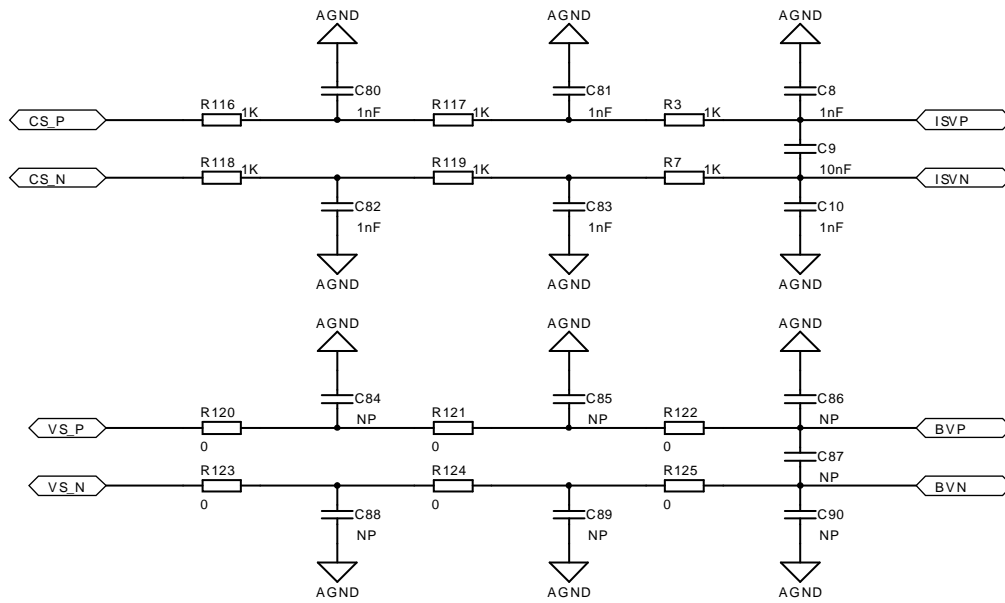 AGND AGND AGND
C80 C81 C8
R116 1K 1nF R117 1K 1nF R3 1K 1nF
CS_P ISVP
C9
R118 1K R119 1K R7 1K 10nF
CS_N ISVN
C82 C83 C10
1nF 1nF 1nF
AGND AGND AGND
AGND AGND AGND
C84 C85 C86
R120 NP R121 NP R122 NP
VS_P BVP
0 0 0
C87
R123 R124 R125 NP
VS_N BVN
0 0 0
C88 C89 C90
NP NP NP
AGND AGND AGND